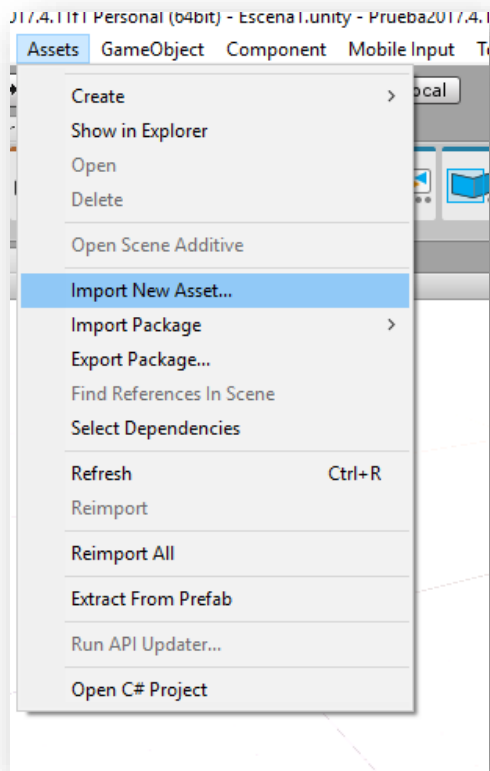 017.4.11f1 Personal (64bit) - Escena1.unity - Prueba2017.4.1
Assets GameObject Component Mobile Input
Create
Show in Explorer
Open
Delete
Open Scene Additive
Import New Asset...
Import Package
Export Package...
Find References In Scene
Select Dependencies
Refresh Ctrl+R
Reimport
Reimport All
Extract From Prefab
Run API Updater...
Open C# Project